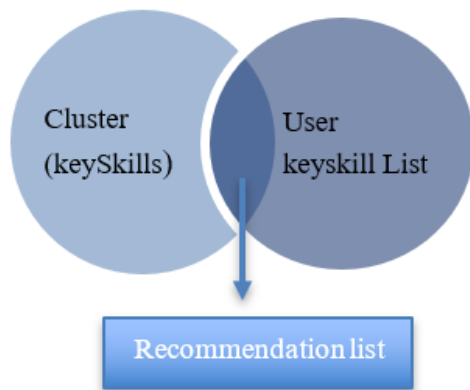 Cluster
(keySkills)
User
keyskill List
Recommendation list